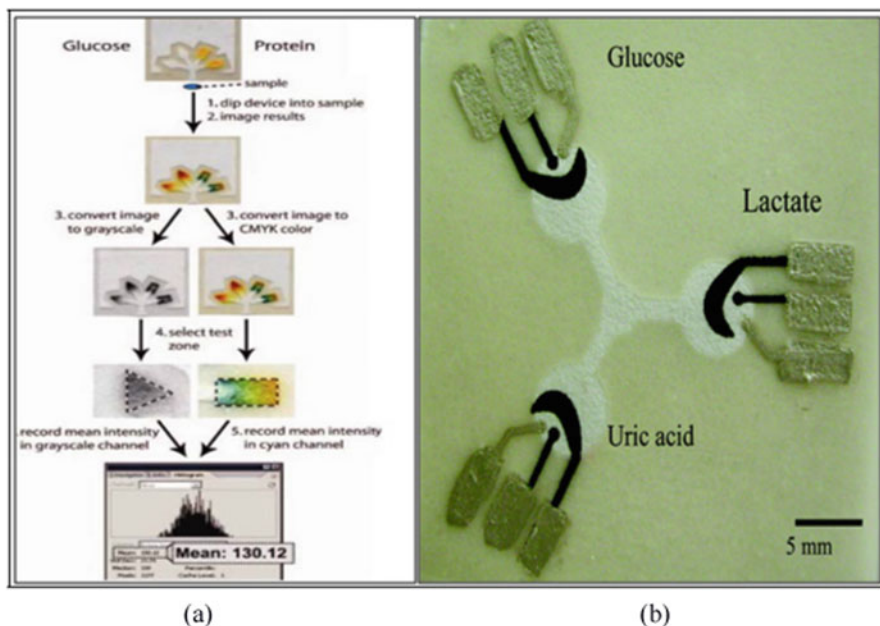 Glucose Protein
sample
1. dip device into sample
2. image results
3. convert image to grayscale
3. convert image to CMYK color
4. select test zone
record mean intensity in grayscale channel
5. record mean intensity in cyan channel
Mean: 130.12
Glucose
Lactate
Uric acid
5 mm
(a) (b)